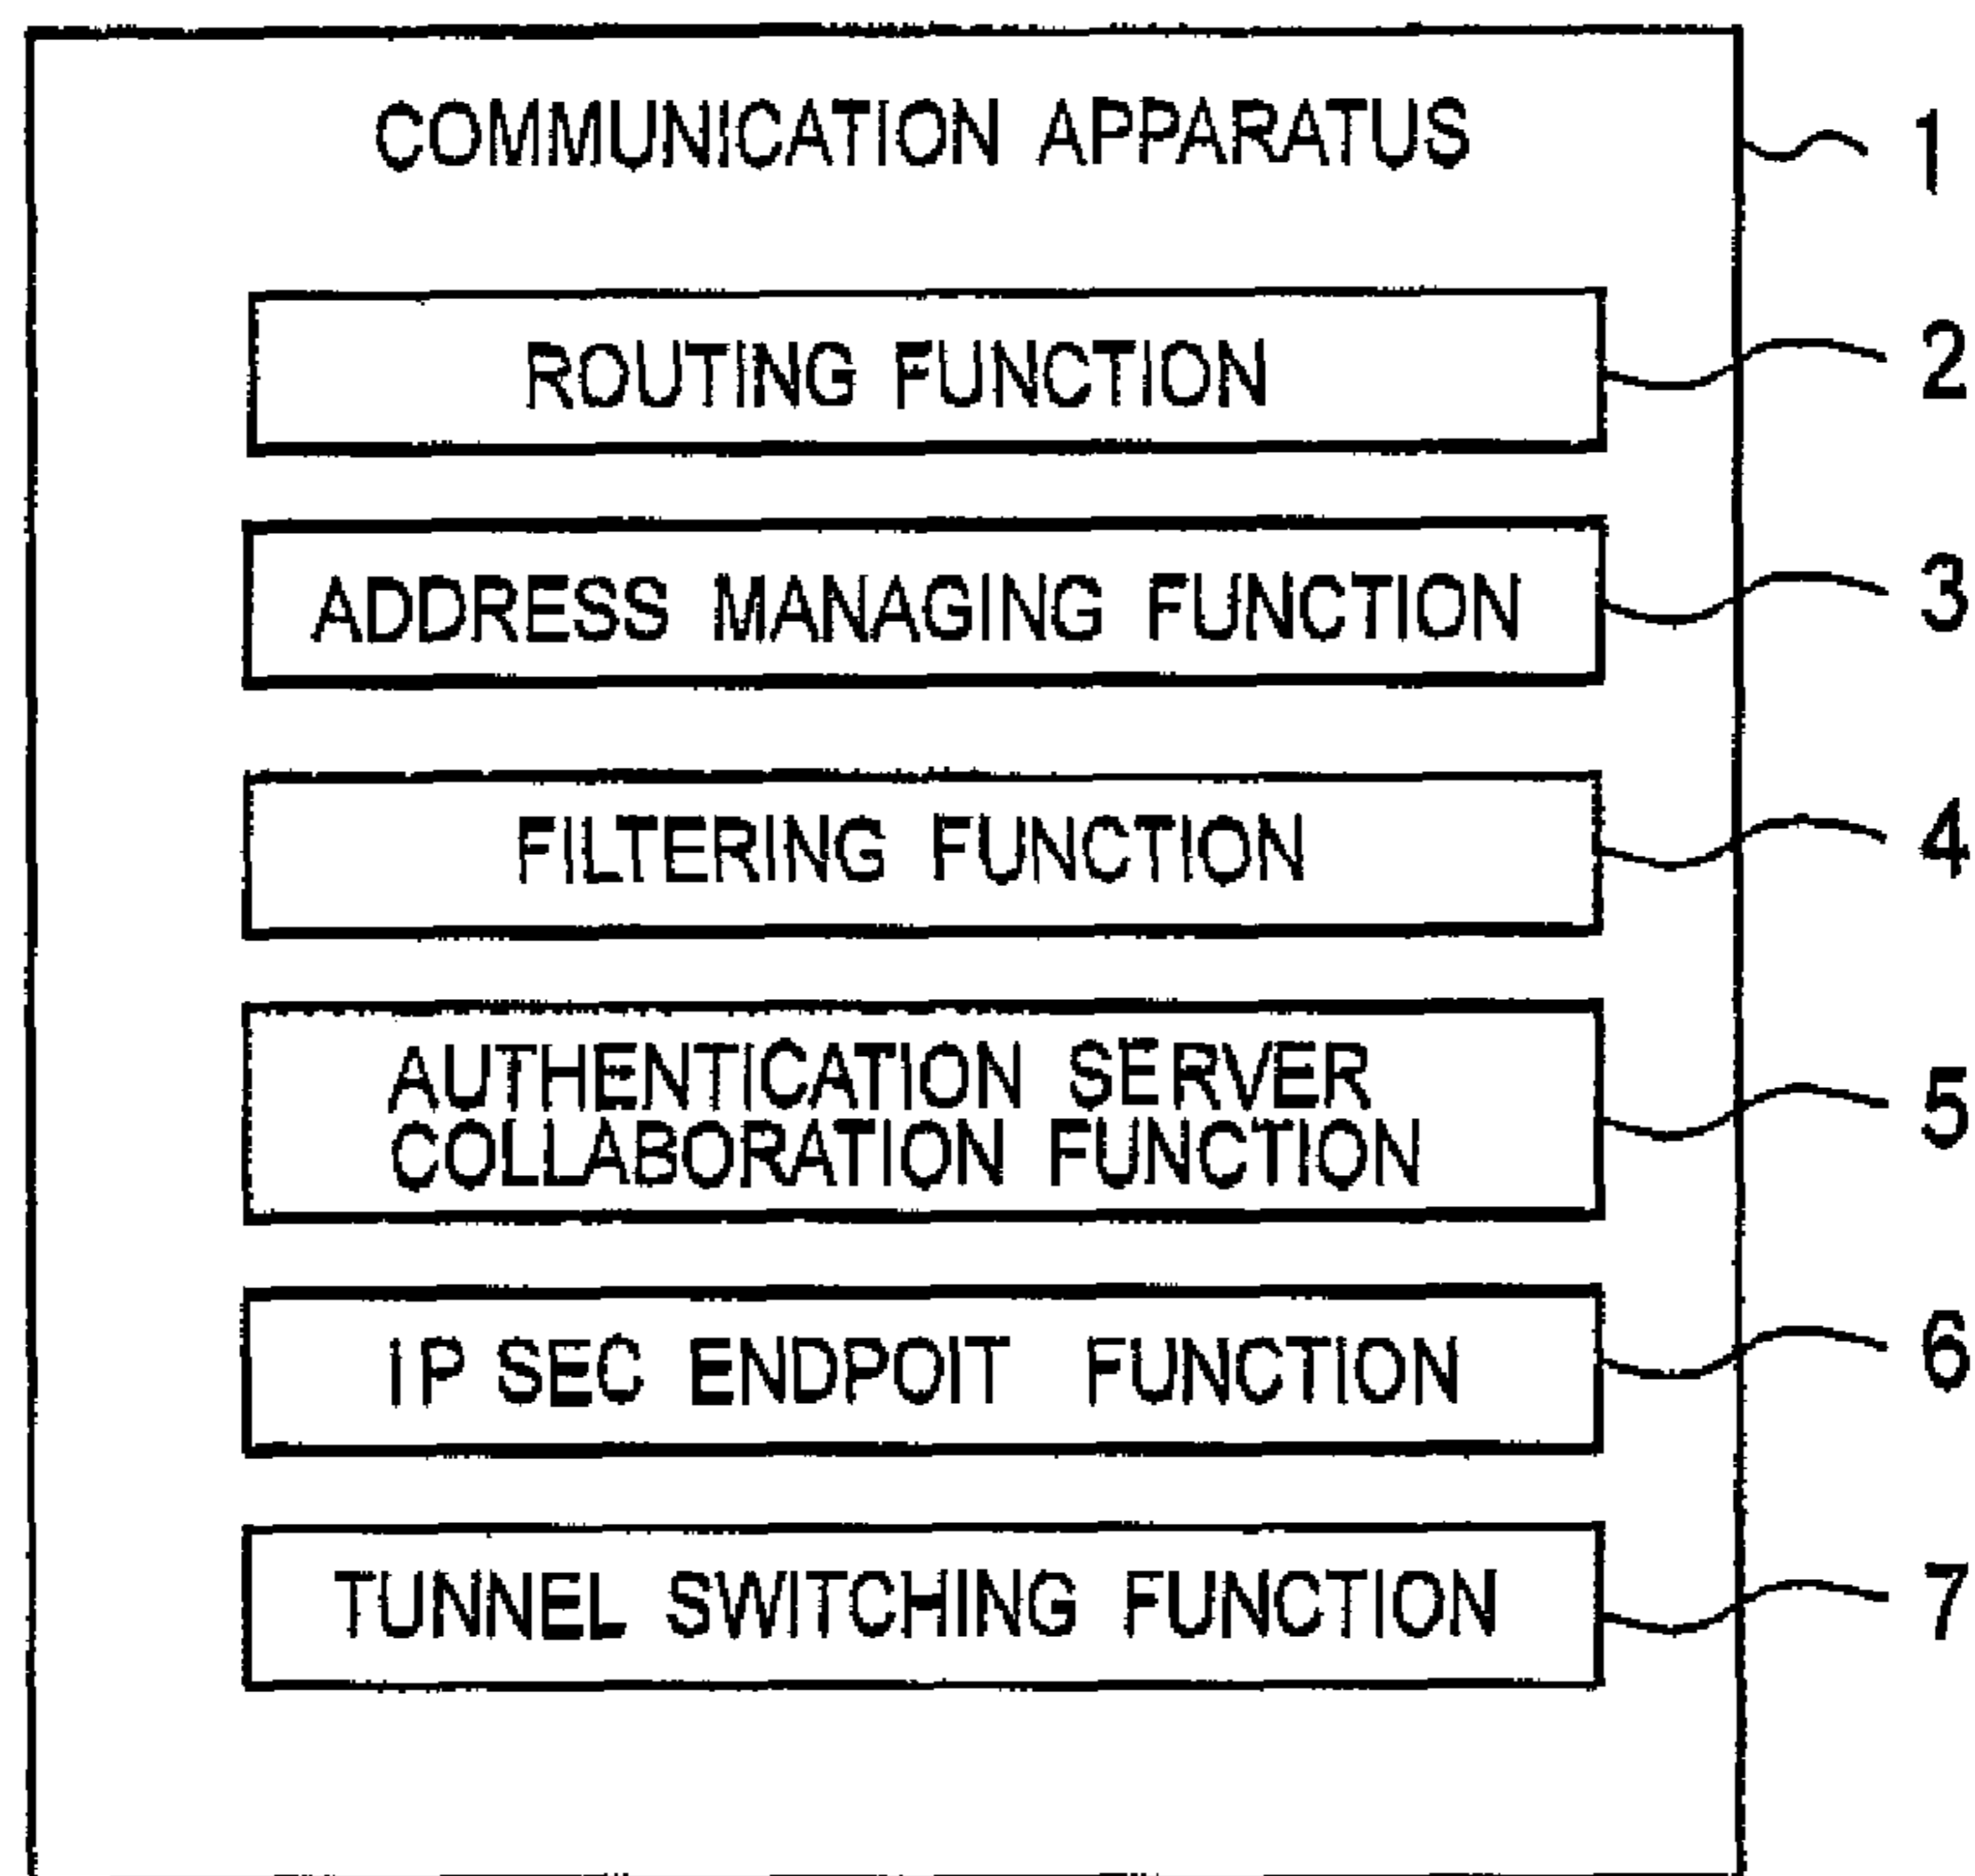 COMMUNICATION APPARATUS 1
ROUTING FUNCTION 2
ADDRESS MANAGING FUNCTION 3
FILTERING FUNCTION 4
AUTHENTICATION SERVER
COLLABORATION FUNCTION 5
IP SEC ENDPOIT FUNCTION 6
TUNNEL SWITCHING FUNCTION 7